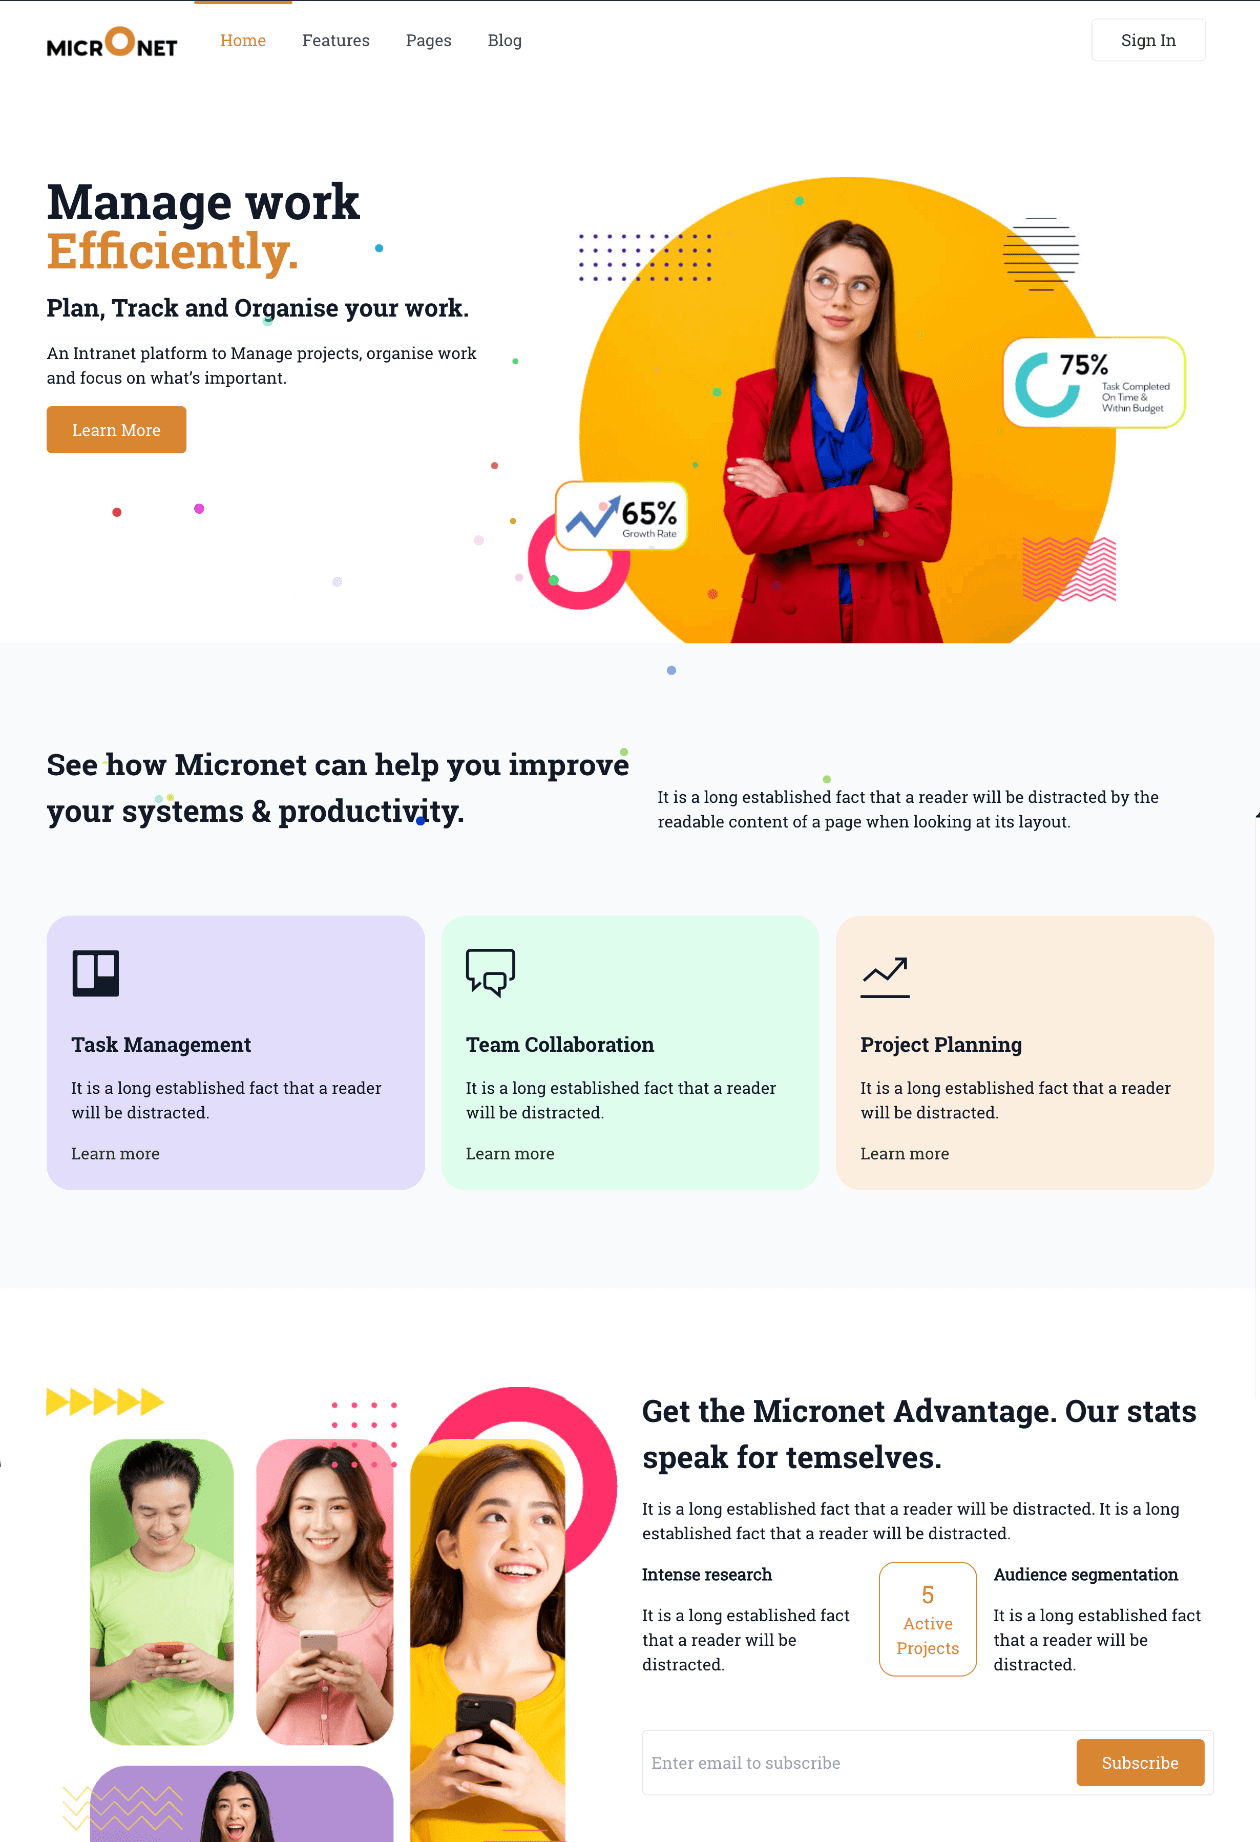 MICRONET
Home
Features
Pages
Blog
Sign In
Manage work
Efficiently.
Plan, Track and Organise your work.
An Intranet platform to Manage projects, organise work
and focus on what's important.
Learn More
75%
Task Completed
On Time &
Within Budget
65%
Growth Rate
See how Micronet can help you improve
your systems & productivity.
It is a long established fact that a reader will be distracted by the
readable content of a page when looking at its layout.
Task Management
It is a long established fact that a reader
will be distracted.
Learn more
Team Collaboration
It is a long established fact that a reader
will be distracted.
Learn more
Project Planning
It is a long established fact that a reader
will be distracted.
Learn more
Get the Micronet Advantage. Our stats
speak for temselves.
It is a long established fact that a reader will be distracted. It is a long
established fact that a reader will be distracted.
Intense research
It is a long established fact
that a reader will be
distracted.
5
Active
Projects
Audience segmentation
It is a long established fact
that a reader will be
distracted.
Enter email to subscribe
Subscribe